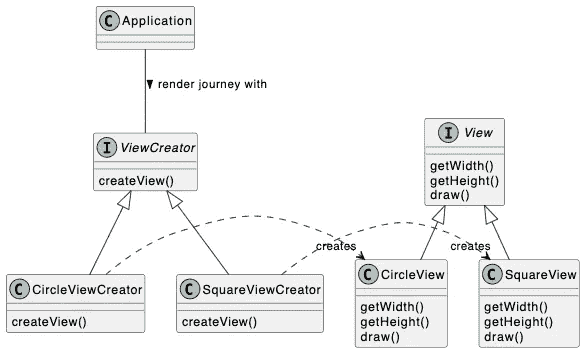 C Application
render journey with
I ViewCreator
createView()
I View
getWidth()
getHeight()
draw()
creates
creates
C CircleViewCreator
createView()
C SquareViewCreator
createView()
C CircleView
getWidth()
getHeight()
draw()
C SquareView
getWidth()
getHeight()
draw()